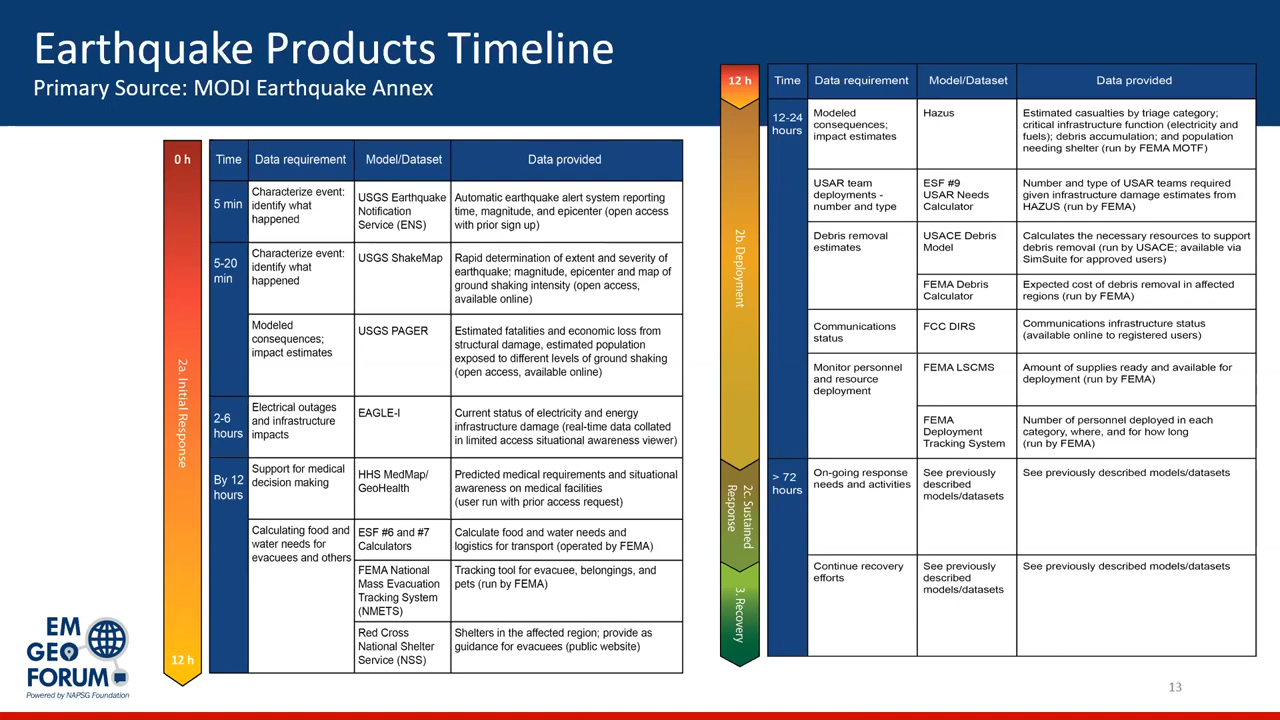 Earthquake Products Timeline
Primary Source: MODI Earthquake Annex
0 h
2a. Initial Response
12 h
Time
Data requirement
Model/Dataset
Data provided
5 min
Characterize event:
identify what
happened
USGS Earthquake
Notification
Service (ENS)
Automatic earthquake alert system reporting
time, magnitude, and epicenter (open access
with prior sign up)
5-20
min
Characterize event:
identify what
happened
USGS ShakeMap
Rapid determination of extent and severity of
earthquake; magnitude, epicenter and map of
ground shaking intensity (open access,
available online)
Modeled
consequences;
impact estimates
USGS PAGER
Estimated fatalities and economic loss from
structural damage, estimated population
exposed to different levels of ground shaking
(open access, available online)
2-6
hours
Electrical outages
and infrastructure
impacts
EAGLE-I
Current status of electricity and energy
infrastructure damage (real-time data collated
in limited access situational awareness viewer)
By 12
hours
Support for medical
decision making
HHS MedMap/
GeoHealth
Predicted medical requirements and situational
awareness on medical facilities
(user run with prior access request)
Calculating food and
water needs for
evacuees and others
ESF #6 and #7
Calculators
Calculate food and water needs and
logistics for transport (operated by FEMA)
FEMA National
Mass Evacuation
Tracking System
(NMETS)
Tracking tool for evacuee, belongings, and
pets (run by FEMA)
Red Cross
National Shelter
Service (NSS)
Shelters in the affected region; provide as
guidance for evacuees (public website)
12 h
2b. Deployment
2c. Sustained
Response
3. Recovery
Time
Data requirement
Model/Dataset
Data provided
12-24
hours
Modeled
consequences;
impact estimates
Hazus
Estimated casualties by triage category;
critical infrastructure function (electricity and
fuels); debris accumulation; and population
needing shelter (run by FEMA MOTF)
USAR team
deployments -
number and type
ESF #9
USAR Needs
Calculator
Number and type of USAR teams required
given infrastructure damage estimates from
HAZUS (run by FEMA)
Debris removal
estimates
USACE Debris
Model
Calculates the necessary resources to support
debris removal (run by USACE; available via
SimSuite for approved users)
FEMA Debris
Calculator
Expected cost of debris removal in affected
regions (run by FEMA)
Communications
status
FCC DIRS
Communications infrastructure status
(available online to registered users)
Monitor personnel
and resource
deployment
FEMA LSCMS
Amount of supplies ready and available for
deployment (run by FEMA)
FEMA
Deployment
Tracking System
Number of personnel deployed in each
category, where, and for how long
(run by FEMA)
> 72
hours
On-going response
needs and activities
See previously
described
models/datasets
See previously described models/datasets
Continue recovery
efforts
See previously
described
models/datasets
See previously described models/datasets
EM
GEO
FORUM
Powered by NAPSG Foundation
13